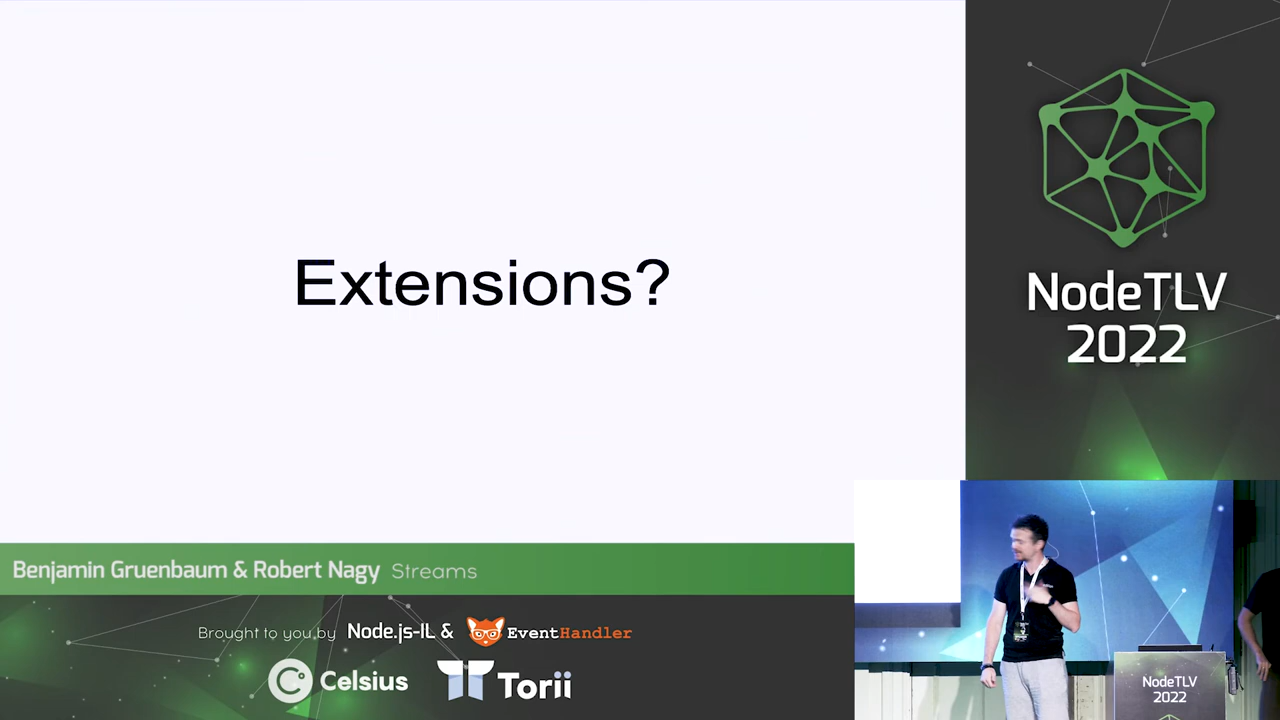 Extensions?
NodeTLV
2022
Benjamin Gruenbaum & Robert Nagy Streams
Brought to you by Node.js-IL & EventHandler
Celsius Torii
NodeTLV
2022